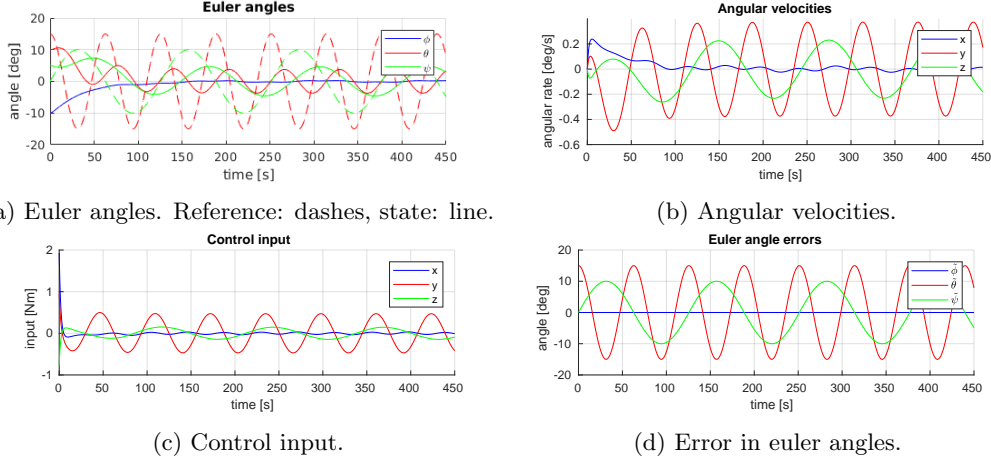 Euler angles
angle [deg]
20
10
0
-10
-20
0 50 100 150 200 250 300 350 400 450
time [s]
ϕ
θ
ψ
a) Euler angles. Reference: dashes, state: line.
Angular velocities
angular rate [deg/s]
0.2
0
-0.2
-0.4
-0.6
0 50 100 150 200 250 300 350 400 450
time [s]
x
y
z
(b) Angular velocities.
Control input
input [Nm]
2
1
0
-1
0 50 100 150 200 250 300 350 400 450
time [s]
x
y
z
(c) Control input.
Euler angle errors
angle [deg]
20
10
0
-10
-20
0 50 100 150 200 250 300 350 400 450
time [s]
ϕ̃
θ̃
ψ̃
(d) Error in euler angles.